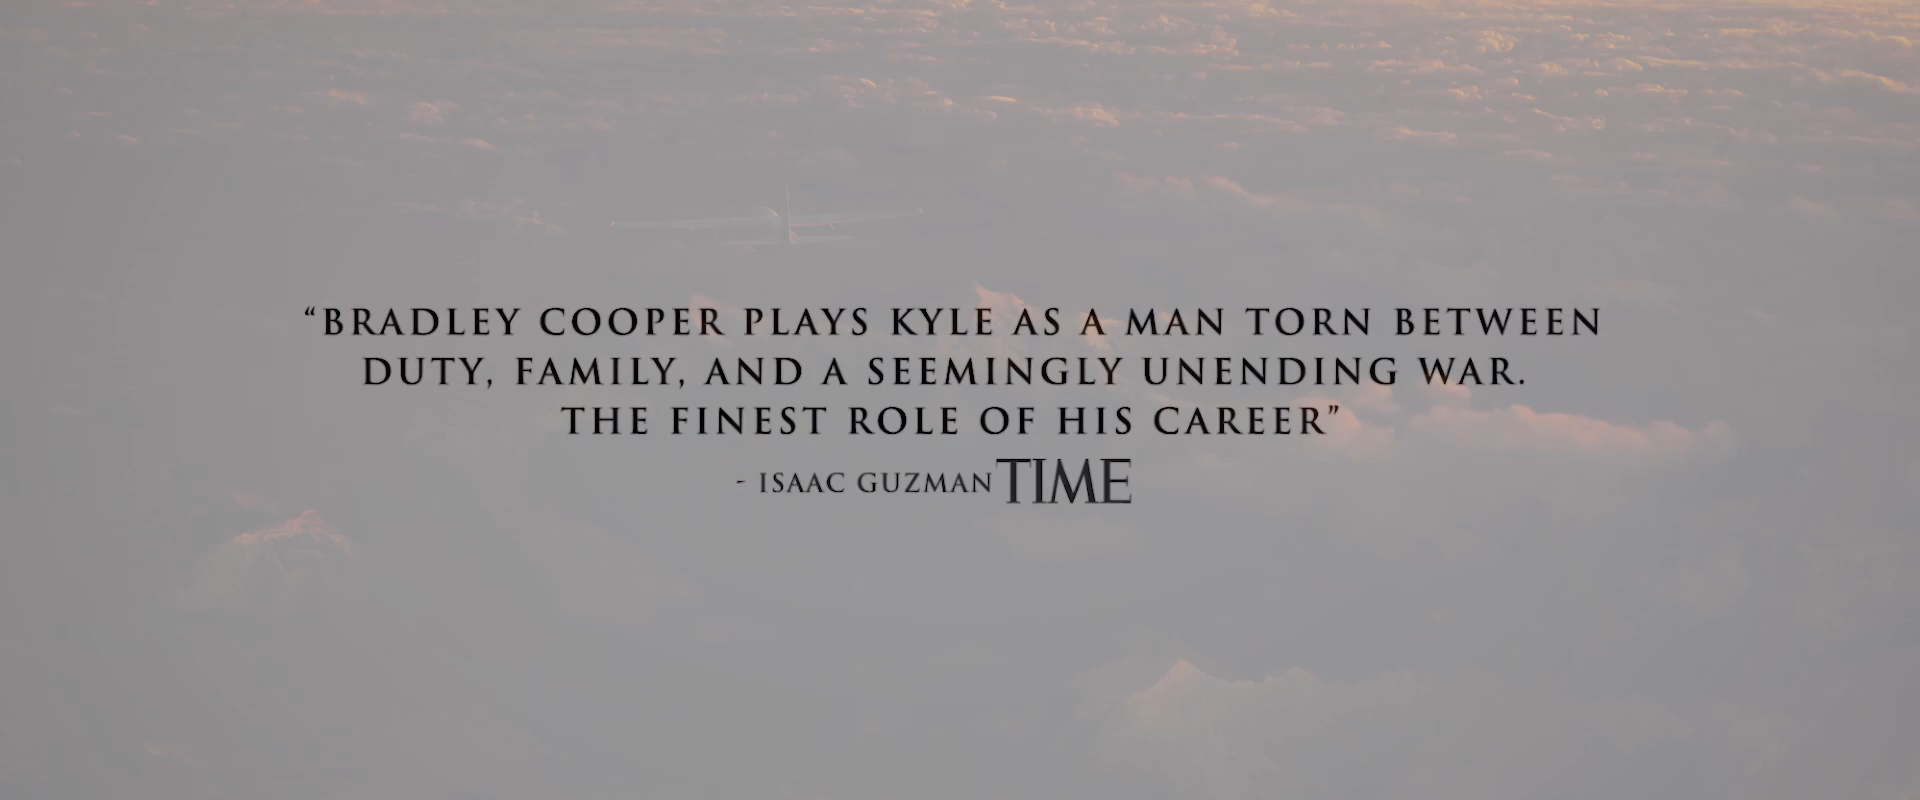 “BRADLEY COOPER PLAYS KYLE AS A MAN TORN BETWEEN
DUTY, FAMILY, AND A SEEMINGLY UNENDING WAR.
THE FINEST ROLE OF HIS CAREER”
- ISAAC GUZMAN TIME